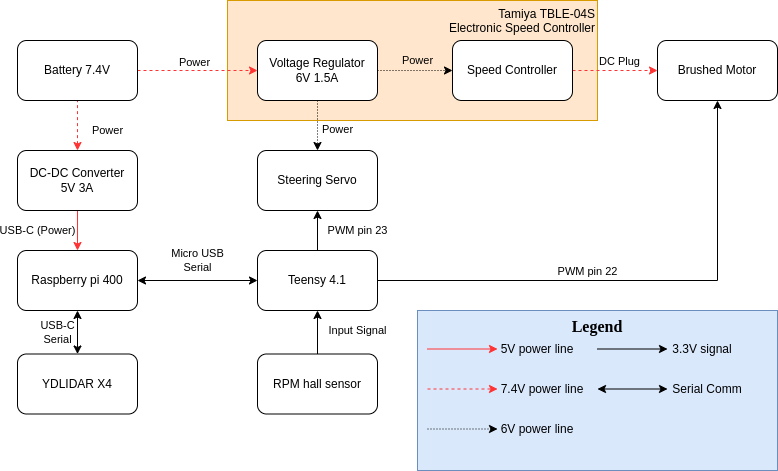 Tamiya TBLE-04S
Electronic Speed Controller
Battery 7.4V
Power
Voltage Regulator
6V 1.5A
Power
Speed Controller
DC Plug
Brushed Motor
Power
Power
DC-DC Converter
5V 3A
Steering Servo
USB-C (Power)
PWM pin 23
Raspberry pi 400
Micro USB
Serial
Teensy 4.1
PWM pin 22
USB-C
Serial
Input Signal
YDLIDAR X4
RPM hall sensor
Legend
5V power line
3.3V signal
7.4V power line
Serial Comm
6V power line